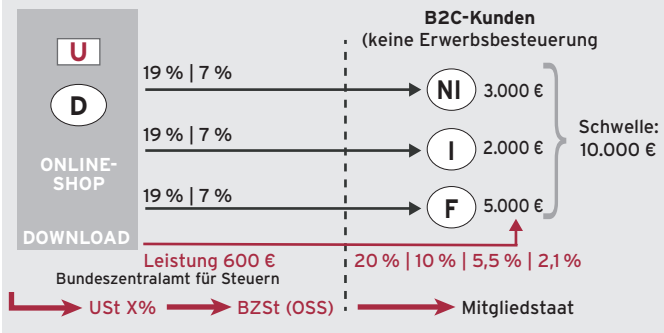 B2C-Kunden
(keine Erwerbsbesteuerung
U
D
ONLINE-
SHOP
DOWNLOAD
19 % | 7 %
NI
3.000 €
19 % | 7 %
I
2.000 €
19 % | 7 %
F
5.000 €
Schwelle:
10.000 €
Leistung 600 €
20 % | 10 % | 5,5 % | 2,1 %
Bundeszentralamt für Steuern
USt X% BZSt (OSS) Mitgliedstaat